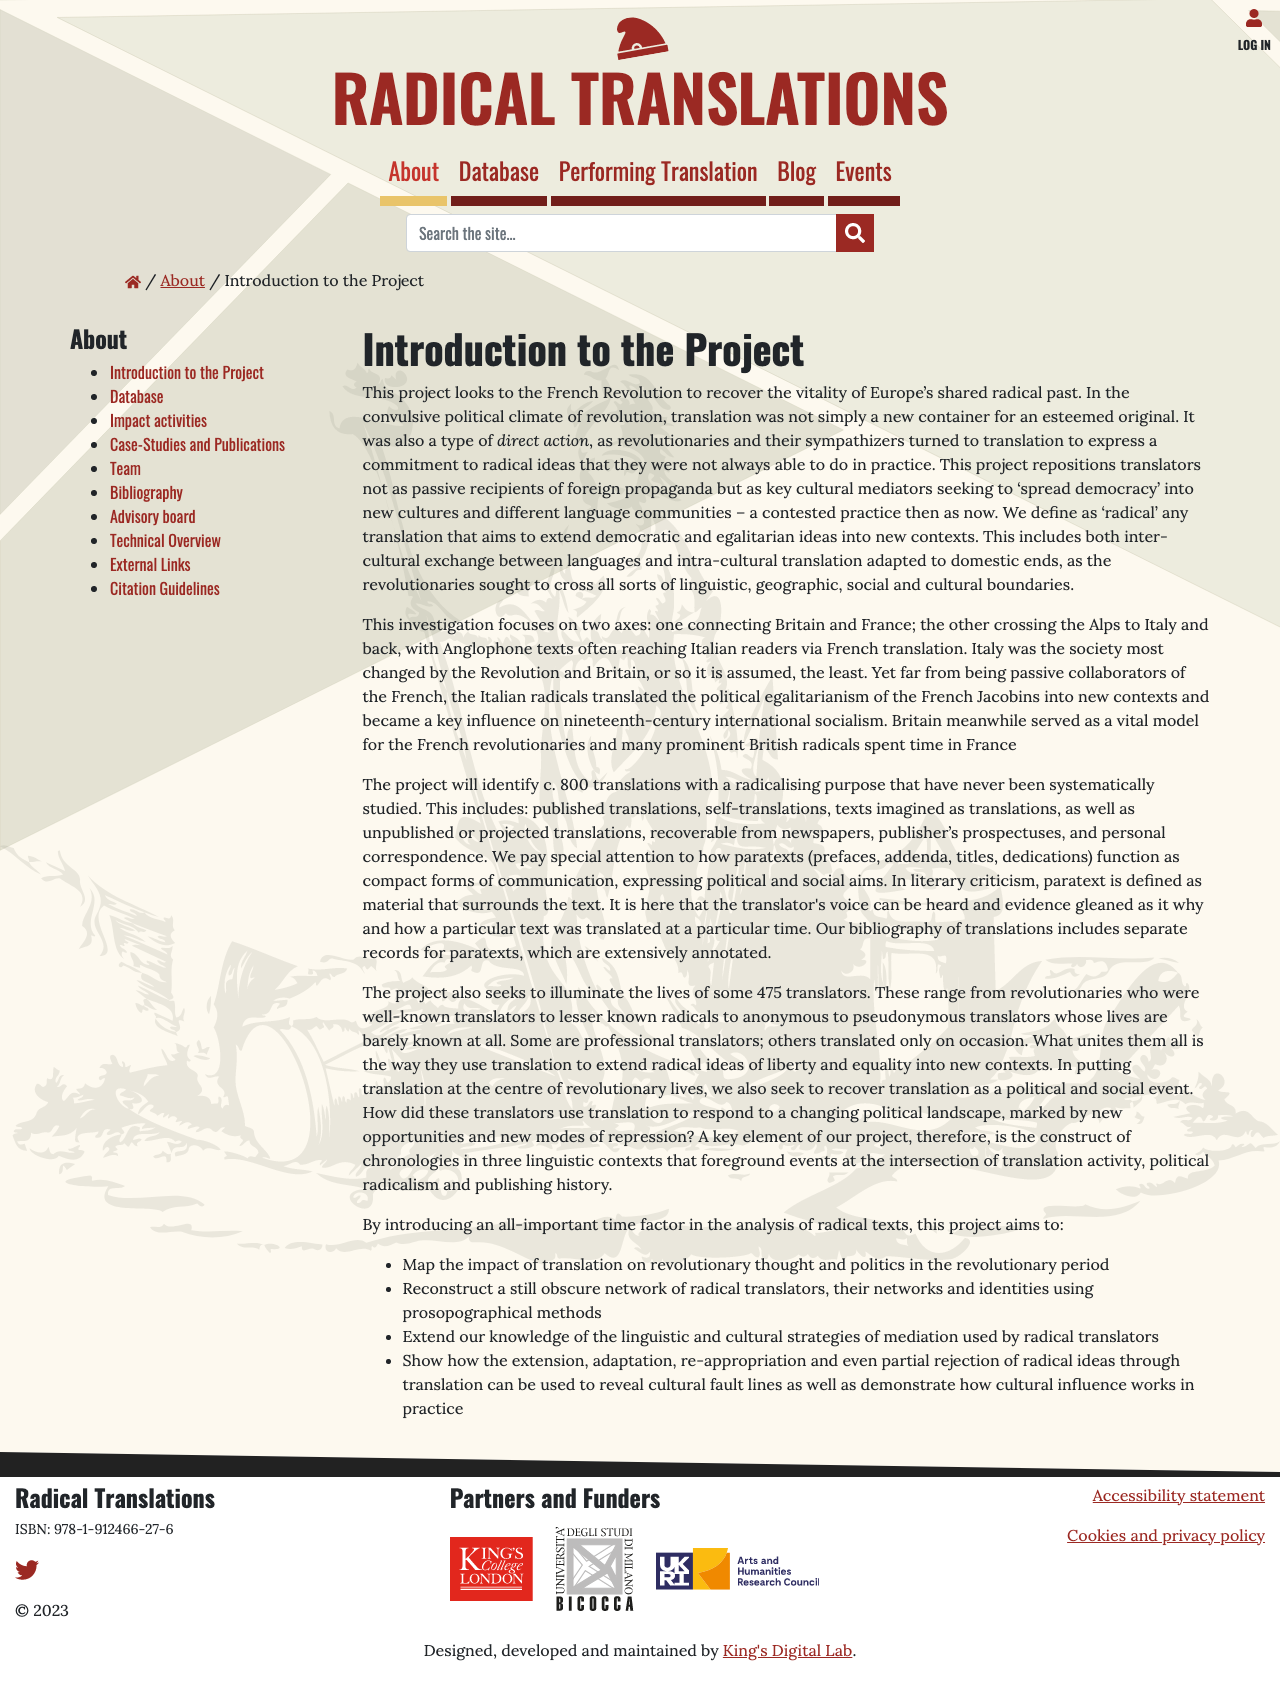 LOG IN
RADICAL TRANSLATIONS
About Database Performing Translation Blog Events
Search the site...
/ About / Introduction to the Project
About
Introduction to the Project
Database
Impact activities
Case-Studies and Publications
Team
Bibliography
Advisory board
Technical Overview
External Links
Citation Guidelines
Introduction to the Project
This project looks to the French Revolution to recover the vitality of Europe’s shared radical past. In the
convulsive political climate of revolution, translation was not simply a new container for an esteemed original. It
was also a type of direct action, as revolutionaries and their sympathizers turned to translation to express a
commitment to radical ideas that they were not always able to do in practice. This project repositions translators
not as passive recipients of foreign propaganda but as key cultural mediators seeking to ‘spread democracy’ into
new cultures and different language communities – a contested practice then as now. We define as ‘radical’ any
translation that aims to extend democratic and egalitarian ideas into new contexts. This includes both inter-
cultural exchange between languages and intra-cultural translation adapted to domestic ends, as the
revolutionaries sought to cross all sorts of linguistic, geographic, social and cultural boundaries.
This investigation focuses on two axes: one connecting Britain and France; the other crossing the Alps to Italy and
back, with Anglophone texts often reaching Italian readers via French translation. Italy was the society most
changed by the Revolution and Britain, or so it is assumed, the least. Yet far from being passive collaborators of
the French, the Italian radicals translated the political egalitarianism of the French Jacobins into new contexts and
became a key influence on nineteenth-century international socialism. Britain meanwhile served as a vital model
for the French revolutionaries and many prominent British radicals spent time in France
The project will identify c. 800 translations with a radicalising purpose that have never been systematically
studied. This includes: published translations, self-translations, texts imagined as translations, as well as
unpublished or projected translations, recoverable from newspapers, publisher’s prospectuses, and personal
correspondence. We pay special attention to how paratexts (prefaces, addenda, titles, dedications) function as
compact forms of communication, expressing political and social aims. In literary criticism, paratext is defined as
material that surrounds the text. It is here that the translator's voice can be heard and evidence gleaned as it why
and how a particular text was translated at a particular time. Our bibliography of translations includes separate
records for paratexts, which are extensively annotated.
The project also seeks to illuminate the lives of some 475 translators. These range from revolutionaries who were
well-known translators to lesser known radicals to anonymous to pseudonymous translators whose lives are
barely known at all. Some are professional translators; others translated only on occasion. What unites them all is
the way they use translation to extend radical ideas of liberty and equality into new contexts. In putting
translation at the centre of revolutionary lives, we also seek to recover translation as a political and social event.
How did these translators use translation to respond to a changing political landscape, marked by new
opportunities and new modes of repression? A key element of our project, therefore, is the construct of
chronologies in three linguistic contexts that foreground events at the intersection of translation activity, political
radicalism and publishing history.
By introducing an all-important time factor in the analysis of radical texts, this project aims to:
Map the impact of translation on revolutionary thought and politics in the revolutionary period
Reconstruct a still obscure network of radical translators, their networks and identities using
prosopographical methods
Extend our knowledge of the linguistic and cultural strategies of mediation used by radical translators
Show how the extension, adaptation, re-appropriation and even partial rejection of radical ideas through
translation can be used to reveal cultural fault lines as well as demonstrate how cultural influence works in
practice
Radical Translations
ISBN: 978-1-912466-27-6
© 2023
Partners and Funders
KING'S
College
LONDON
UNIVERSITA'
DEGLI STUDI
DI MILANO
BICOCCA
UK
RI
Arts and
Humanities
Research Council
Accessibility statement
Cookies and privacy policy
Designed, developed and maintained by King's Digital Lab.